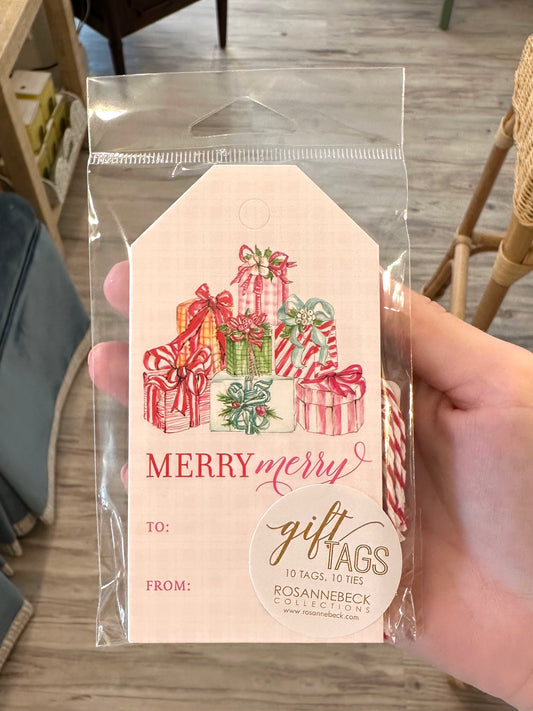 MERRY merry
TO:
FROM:
gift
TAGS
10 TAGS, 10 TIES
ROSANNEBECK
COLLECTIONS
www.rosannebeck.com